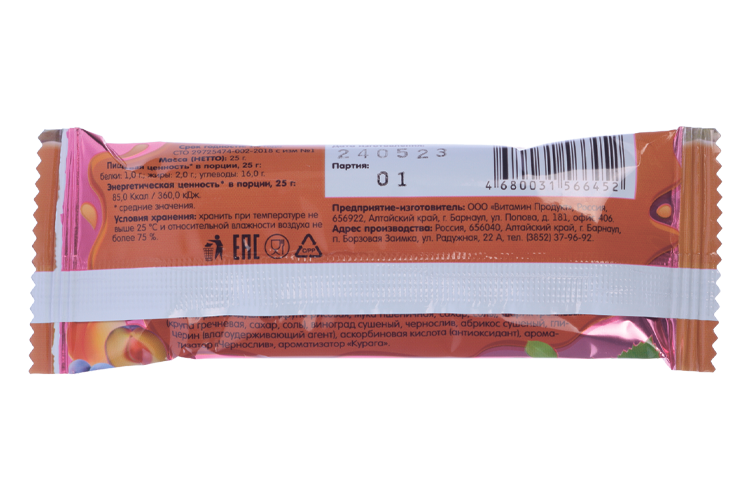 СТО 29725474-002-2018 с изм №1
Масса (НЕТТО): 25 г
Пищевая ценность* в порции, 25 г:
белки: 1,0 г, жиры: 2,0 г, углеводы: 16,0 г.
Энергетическая ценность* в порции, 25 г:
85,0 Ккал / 360,0 кДж.
* средние значения.
Условия хранения: хранить при температуре не
выше 25 °С и относительной влажности воздуха не
более 75 %.
EAC
240523
Партия:
01
4 680031 566452
Предприятие-изготовитель: ООО «Витамин Продукт», Россия,
656922, Алтайский край, г. Барнаул, ул. Попова, д. 181, офис 406
Адрес производства: Россия, 656040, Алтайский край, г. Барнаул,
п. Борзовая Заимка, ул. Радужная, 22 А, тел. (3852) 37-96-92.
крупа гречневая, сахар, соль), виноград сушеный, чернослив, абрикос сушеный, гли-
церин (влагоудерживающий агент), аскорбиновая кислота (антиоксидант), арома-
тизатор «Чернослив», ароматизатор «Курага».